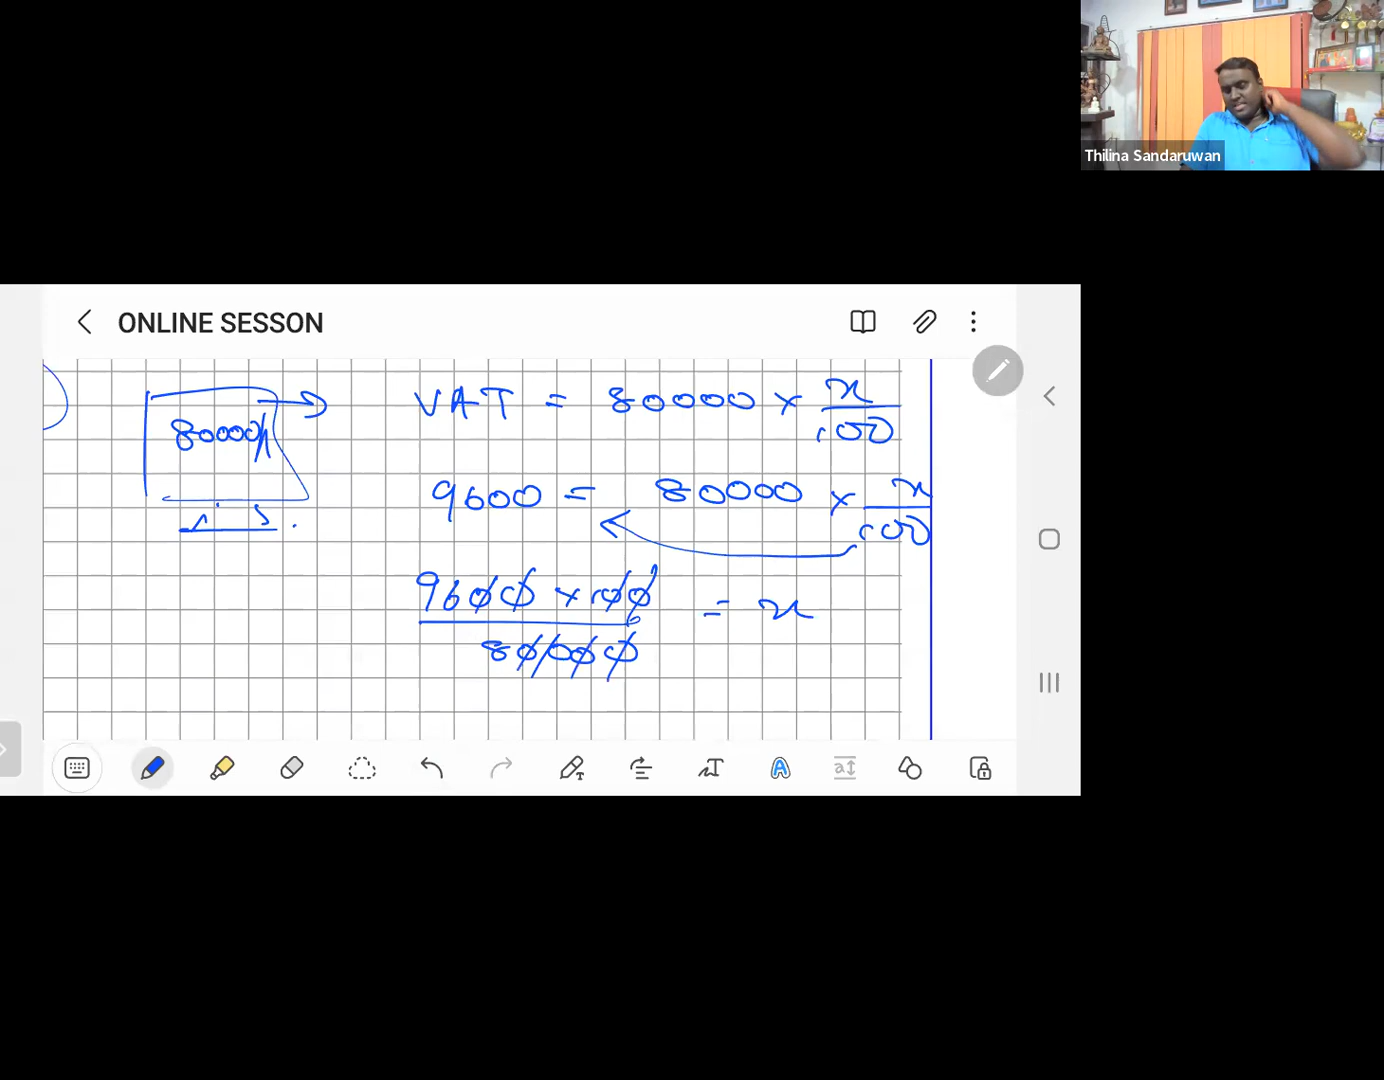 Thilina Sandaruwan
ONLINE SESSON
80000/
VAT = 80000 × x/100
9600 = 80000 × x/100
9600 × 100 / 80000 = x